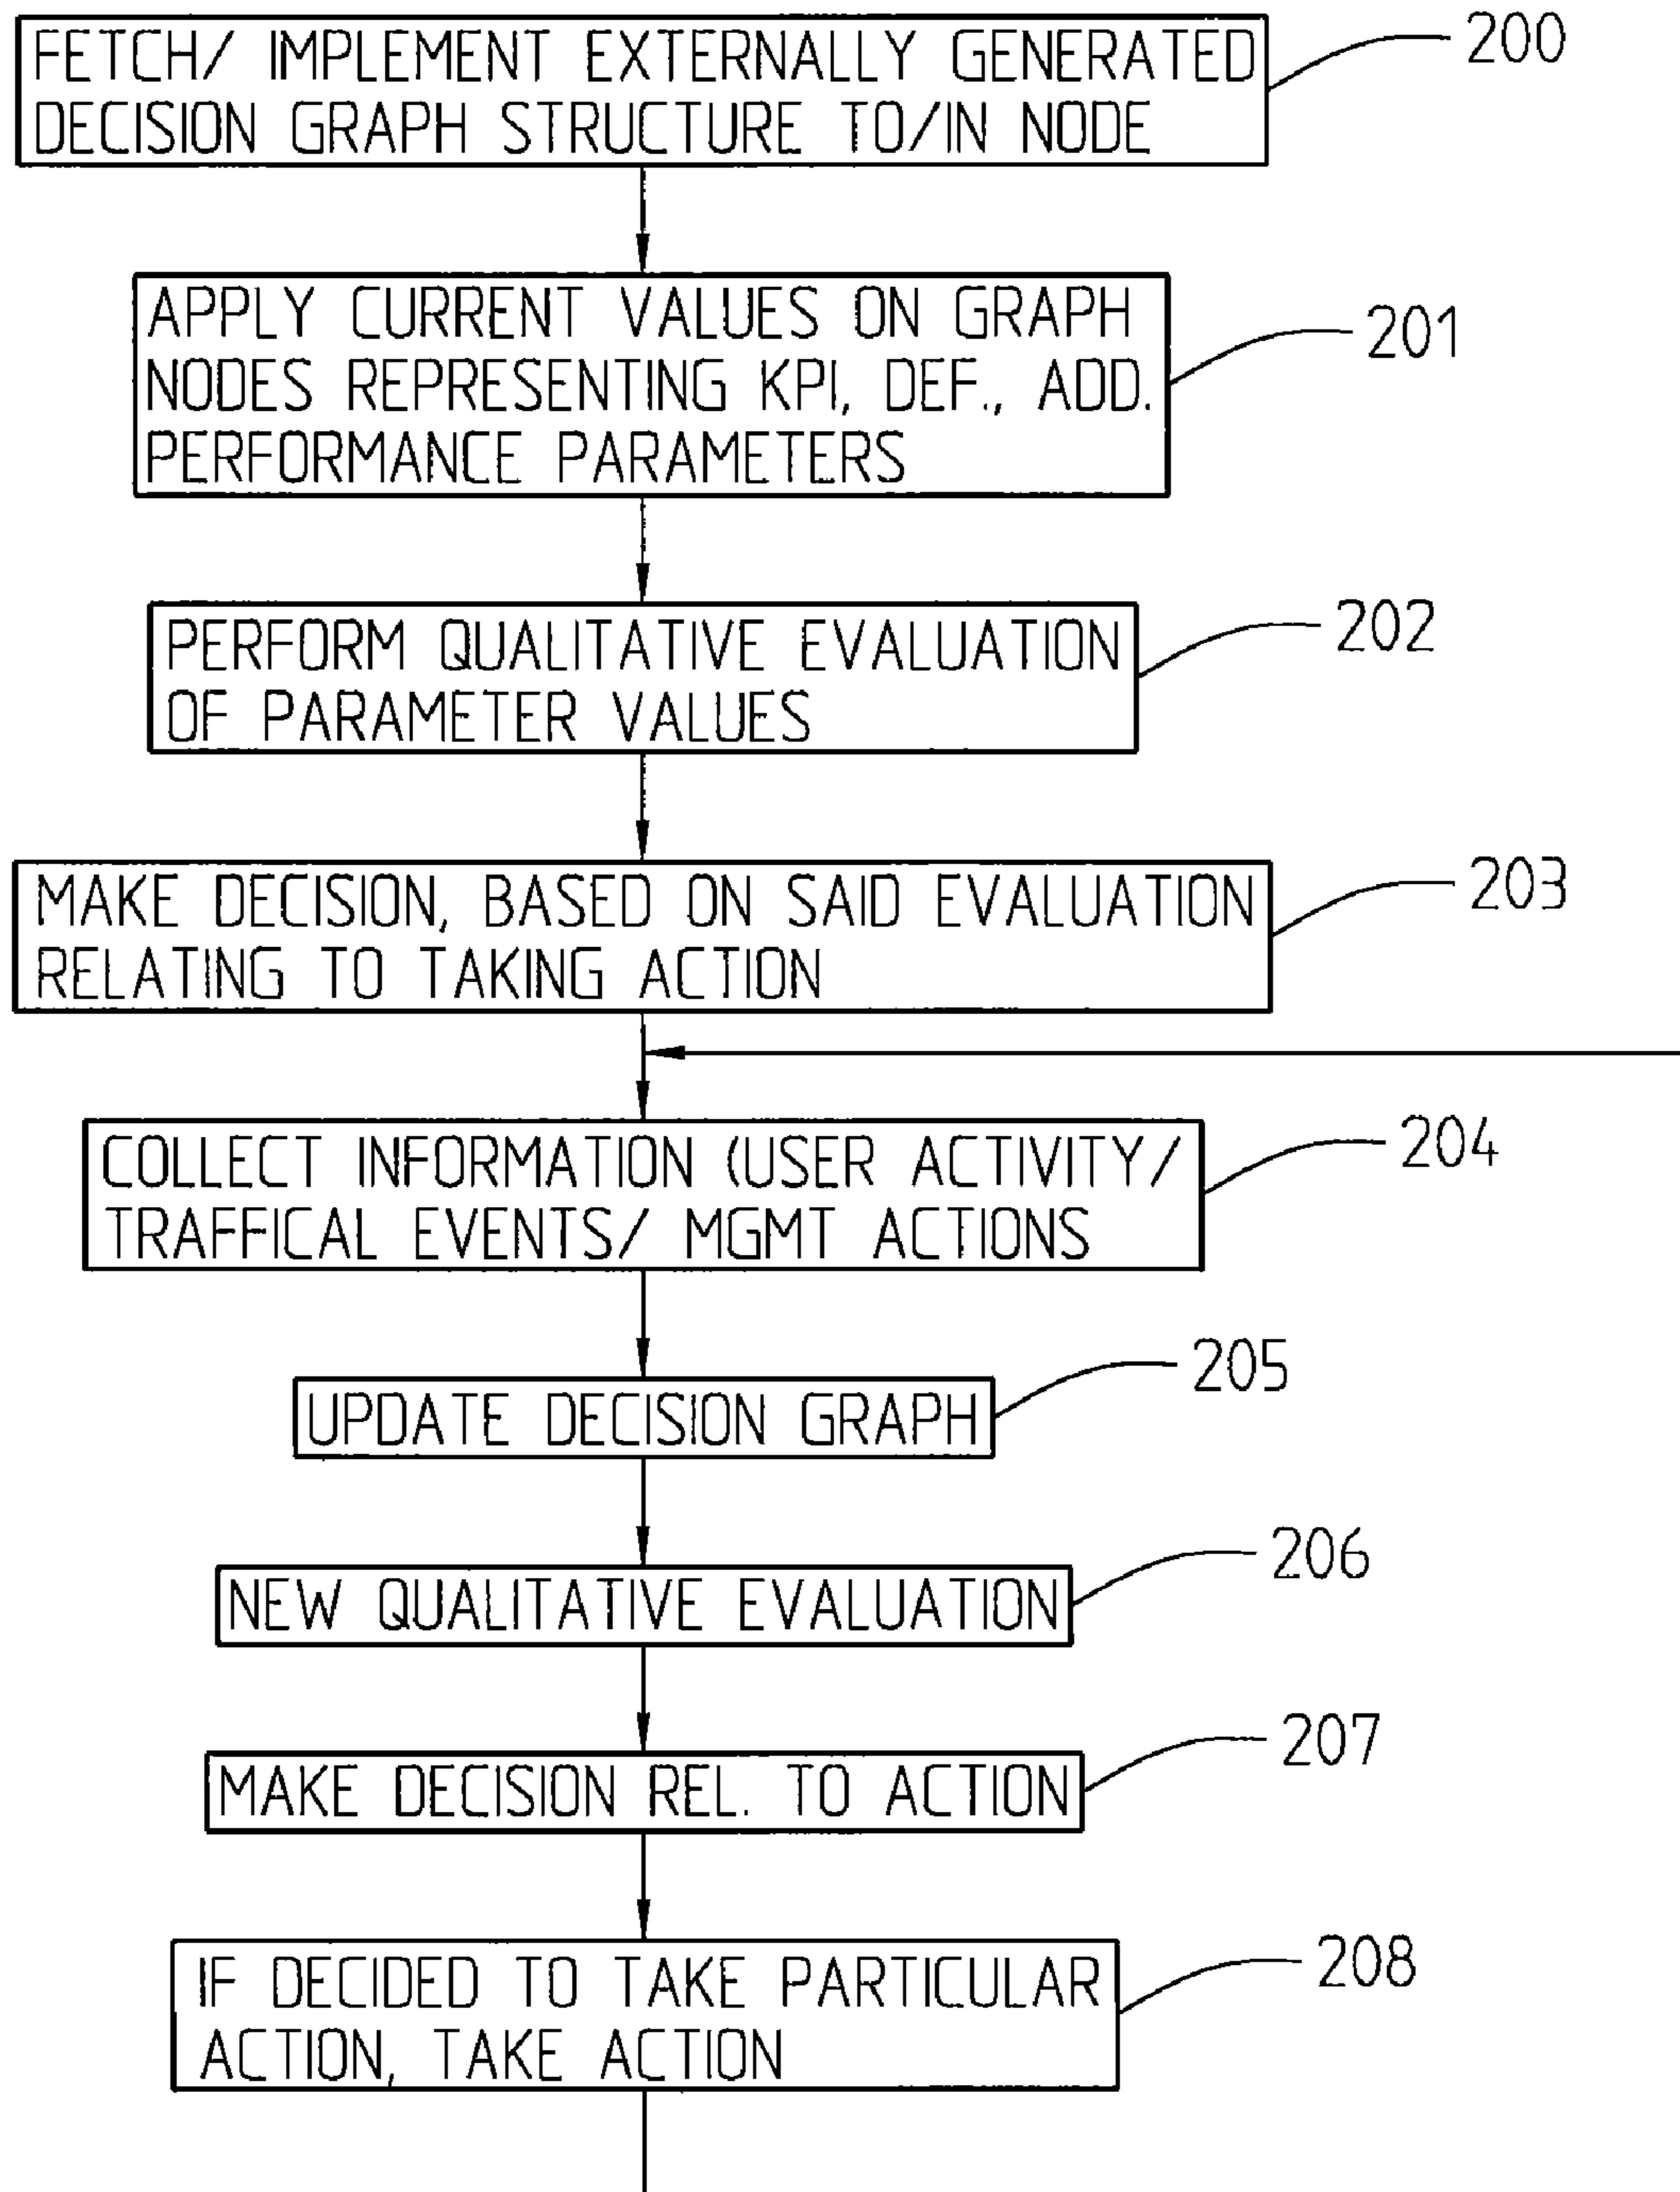 FETCH/ IMPLEMENT EXTERNALLY GENERATED
DECISION GRAPH STRUCTURE TO/IN NODE
200
APPLY CURRENT VALUES ON GRAPH
NODES REPRESENTING KPI, DEF., ADD.
PERFORMANCE PARAMETERS
201
PERFORM QUALITATIVE EVALUATION
OF PARAMETER VALUES
202
MAKE DECISION, BASED ON SAID EVALUATION
RELATING TO TAKING ACTION
203
COLLECT INFORMATION (USER ACTIVITY/
TRAFFICAL EVENTS/ MGMT ACTIONS
204
UPDATE DECISION GRAPH
205
NEW QUALITATIVE EVALUATION
206
MAKE DECISION REL. TO ACTION
207
IF DECIDED TO TAKE PARTICULAR
ACTION, TAKE ACTION
208